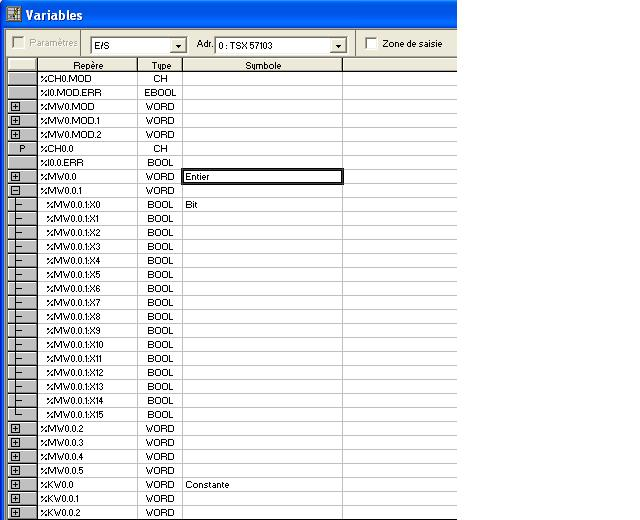 Variables
Paramètres E/S Adr. 0 : TSX 57103 Zone de saisie
Repère Type Symbole
%CH0.MOD CH
%I0.MOD.ERR EBOOL
%MW0.MOD WORD
%MW0.MOD.1 WORD
%MW0.MOD.2 WORD
P %CH0.0 CH
%I0.0.ERR BOOL
%MW0.0 WORD Entier
%MW0.0.1 WORD
%MW0.0.1:X0 BOOL Bit
%MW0.0.1:X1 BOOL
%MW0.0.1:X2 BOOL
%MW0.0.1:X3 BOOL
%MW0.0.1:X4 BOOL
%MW0.0.1:X5 BOOL
%MW0.0.1:X6 BOOL
%MW0.0.1:X7 BOOL
%MW0.0.1:X8 BOOL
%MW0.0.1:X9 BOOL
%MW0.0.1:X10 BOOL
%MW0.0.1:X11 BOOL
%MW0.0.1:X12 BOOL
%MW0.0.1:X13 BOOL
%MW0.0.1:X14 BOOL
%MW0.0.1:X15 BOOL
%MW0.0.2 WORD
%MW0.0.3 WORD
%MW0.0.4 WORD
%MW0.0.5 WORD
%KW0.0 WORD Constante
%KW0.0.1 WORD
%KW0.0.2 WORD